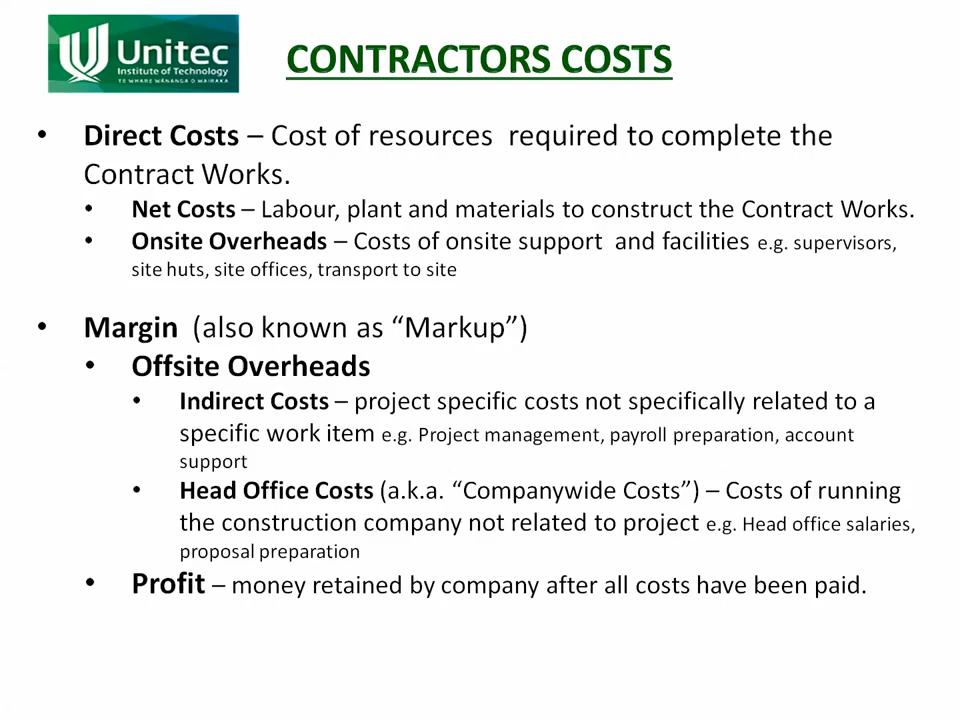 Unitec
Institute of Technology
TE WHARE WĀNANGA O WAIRAKA
CONTRACTORS COSTS
• Direct Costs – Cost of resources required to complete the
Contract Works.
• Net Costs – Labour, plant and materials to construct the Contract Works.
• Onsite Overheads – Costs of onsite support and facilities e.g. supervisors,
site huts, site offices, transport to site
• Margin (also known as “Markup”)
• Offsite Overheads
• Indirect Costs – project specific costs not specifically related to a
specific work item e.g. Project management, payroll preparation, account
support
• Head Office Costs (a.k.a. “Companywide Costs”) – Costs of running
the construction company not related to project e.g. Head office salaries,
proposal preparation
• Profit – money retained by company after all costs have been paid.